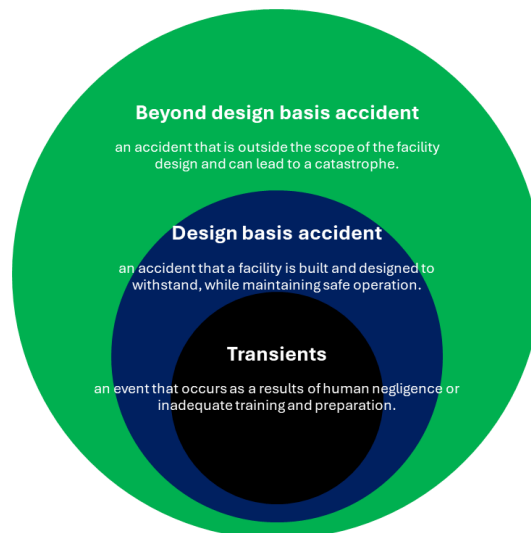 Beyond design basis accident
an accident that is outside the scope of the facility
design and can lead to a catastrophe.
Design basis accident
an accident that a facility is built and designed to
withstand, while maintaining safe operation.
Transients
an event that occurs as a results of human negligence or
inadequate training and preparation.